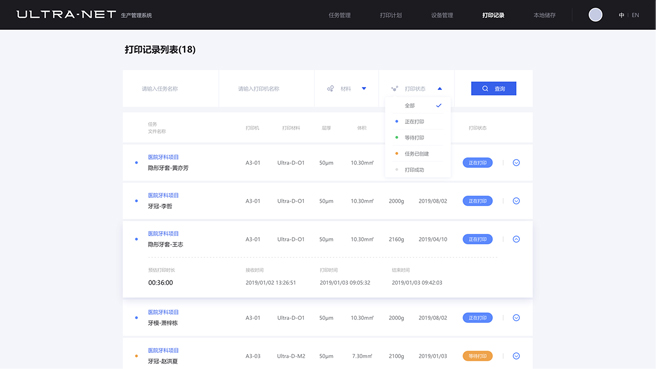 ULTRA-NET 生产管理系统 任务管理 打印计划 设备管理 打印记录 本地储存 中 | EN
打印记录列表(18)
请输入任务名称 请输入打印机名称 材料 打印状态 查询
全部
正在打印
等待打印
任务已创建
打印成功
任务
文件名称
打印机 打印材料 层厚 体积 打印状态
医院牙科项目
隐形牙套-龚亦芳
A3-01 Ultra-D-O1 50μm 10.30m³ 正在打印
医院牙科项目
牙冠-李哲
A3-01 Ultra-D-O1 50μm 10.30m³ 2000g 2019/08/02 正在打印
医院牙科项目
隐形牙套-王志
A3-01 Ultra-D-O1 50μm 10.30m³ 2160g 2019/04/10 正在打印
预估打印时长 接收时间 打印时间 结束时间
00:36:00 2019/01/02 13:26:51 2019/01/03 09:05:32 2019/01/03 09:42:03
医院牙科项目
牙模-萧梓栋
A3-01 Ultra-D-O1 50μm 10.30m³ 2000g 2019/08/02 正在打印
医院牙科项目
牙冠-赵洪夏
A3-03 Ultra-D-M2 50μm 7.30m³ 2100g 2019/01/03 等待打印